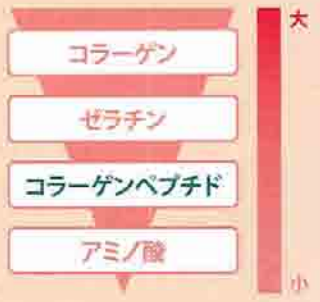 大
コラーゲン
ゼラチン
コラーゲンペプチド
アミノ酸
小